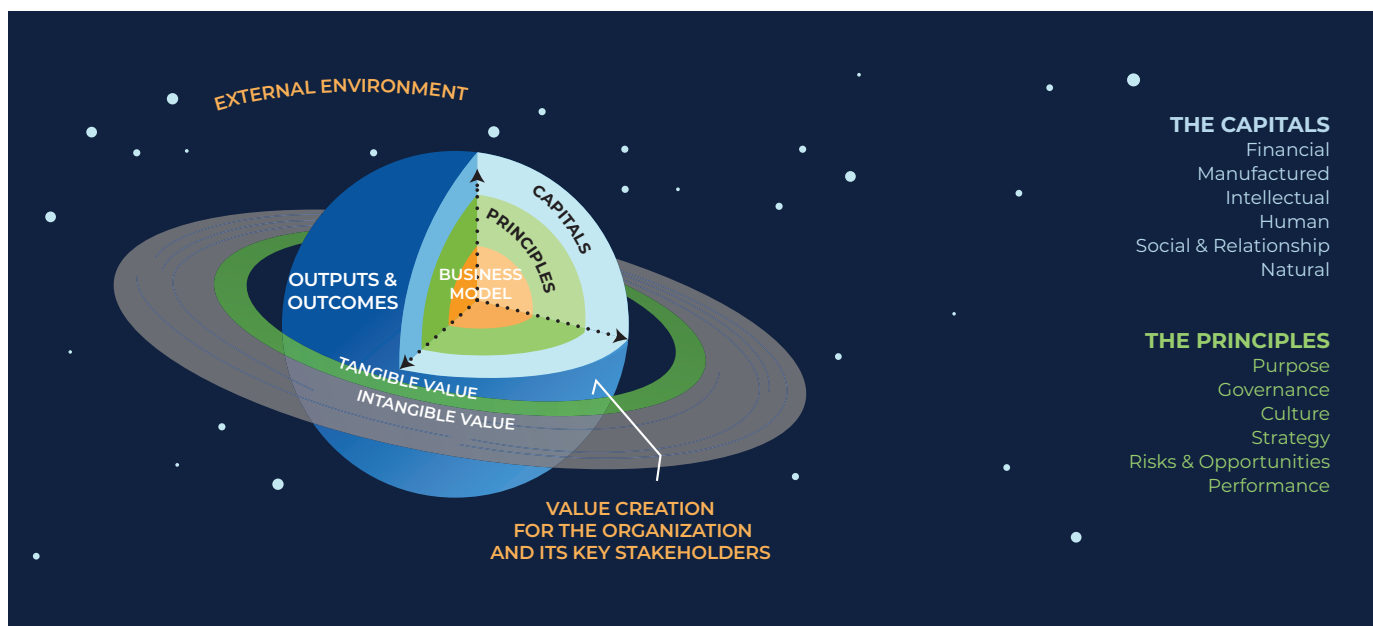 EXTERNAL ENVIRONMENT
CAPITALS
PRINCIPLES
BUSINESS
MODEL
OUTPUTS &
OUTCOMES
TANGIBLE VALUE
INTANGIBLE VALUE
VALUE CREATION
FOR THE ORGANIZATION
AND ITS KEY STAKEHOLDERS
THE CAPITALS
Financial
Manufactured
Intellectual
Human
Social & Relationship
Natural
THE PRINCIPLES
Purpose
Governance
Culture
Strategy
Risks & Opportunities
Performance